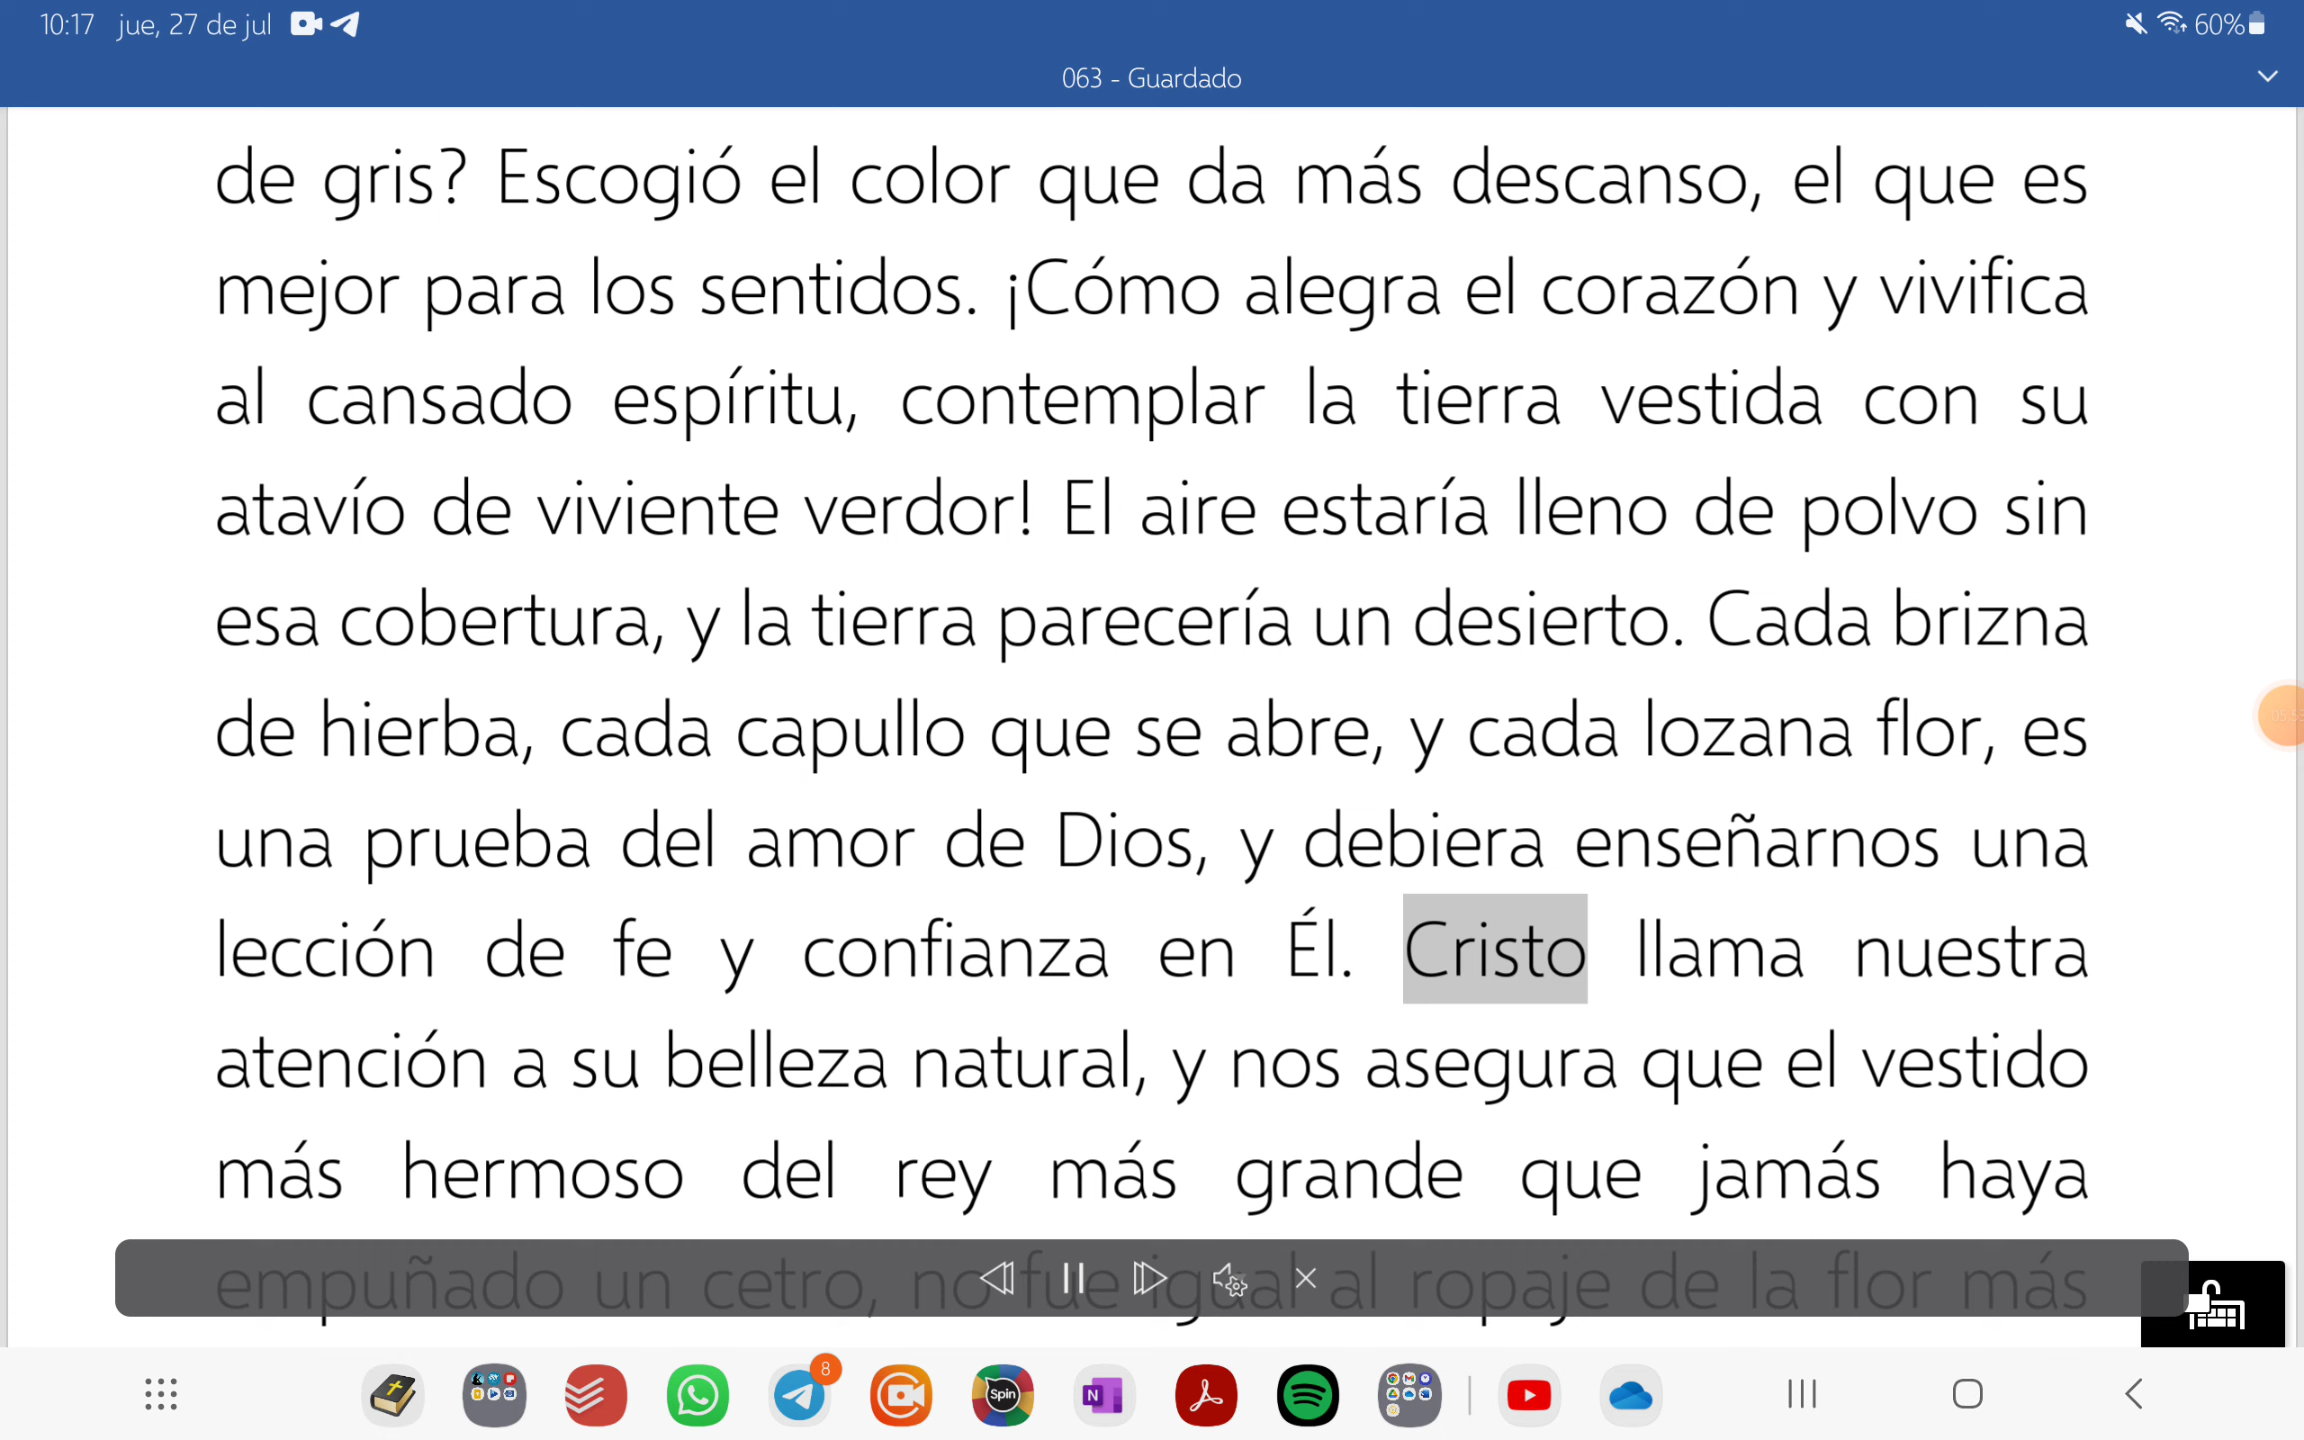 10:17 jue, 27 de jul 60%
063 - Guardado
de gris? Escogió el color que da más descanso, el que es
mejor para los sentidos. ¡Cómo alegra el corazón y vivifica
al cansado espíritu, contemplar la tierra vestida con su
atavío de viviente verdor! El aire estaría lleno de polvo sin
esa cobertura, y la tierra parecería un desierto. Cada brizna
de hierba, cada capullo que se abre, y cada lozana flor, es
una prueba del amor de Dios, y debiera enseñarnos una
lección de fe y confianza en Él. Cristo llama nuestra
atención a su belleza natural, y nos asegura que el vestido
más hermoso del rey más grande que jamás haya
empuñado un cetro, no fue igual al ropaje de la flor más
8
Spin
N